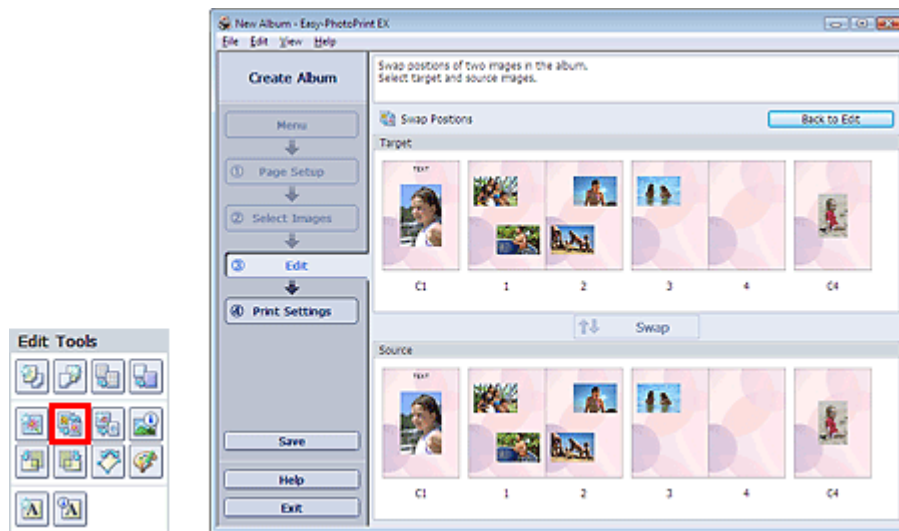 New Album - Easy-PhotoPrint EX
File Edit View Help
Create Album
Swap positions of two images in the album.
Select target and source images.
Menu
Swap Positions
Back to Edit
Target
① Page Setup
TEXT
② Select Images
③ Edit
C1 1 2 3 4 C4
④ Print Settings
Swap
Edit Tools
Source
TEXT
Save
Help
C1 1 2 3 4 C4
Exit
A A